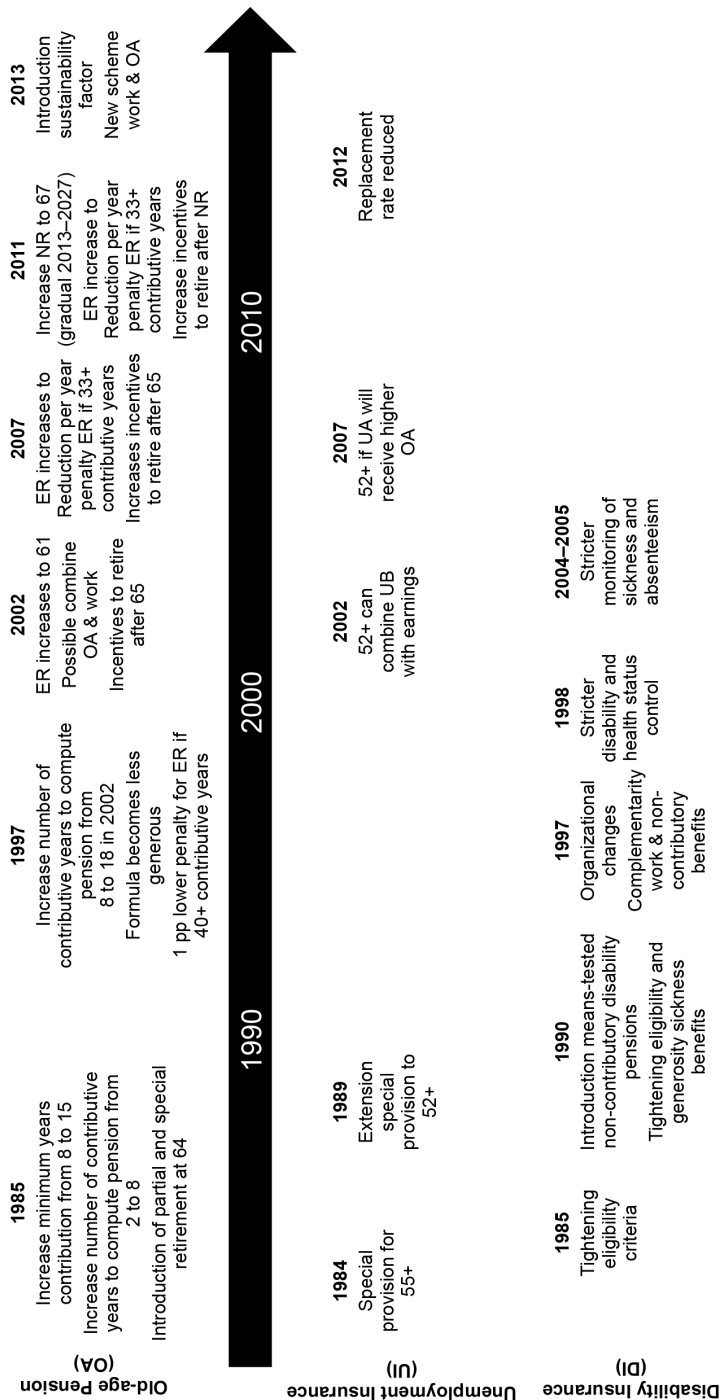 Old-age Pension
(OA)
1985
Increase minimum years
contribution from 8 to 15
Increase number of contributive
years to compute pension from
2 to 8
Introduction of partial and special
retirement at 64
1997
Increase number of
contributive years to compute
pension from
8 to 18 in 2002
Formula becomes less
generous
1 pp lower penalty for ER if
40+ contributive years
2002
ER increases to 61
Possible combine
OA & work
Incentives to retire
after 65
2007
ER increases to
Reduction per year
penalty ER if 33+
contributive years
Increases incentives
to retire after 65
2011
Increase NR to 67
(gradual 2013–2027)
ER increase to
Reduction per year
penalty ER if 33+
contributive years
Increase incentives
to retire after NR
2013
Introduction
sustainability
factor
New scheme
work & OA
1990
2000
2010
Unemployment Insurance
(UI)
1984
Special
provision for
55+
1989
Extension
special
provision to
52+
2002
52+ can
combine UB
with earnings
2007
52+ if UA will
receive higher
OA
2012
Replacement
rate reduced
Disability Insurance
(DI)
1985
Tightening
eligibility
criteria
1990
Introduction means-tested
non-contributory disability
pensions
Tightening eligibility and
generosity sickness
benefits
1997
Organizational
changes
Complementarity
work & non-
contributory
benefits
1998
Stricter
disability and
health status
control
2004–2005
Stricter
monitoring of
sickness and
absenteeism